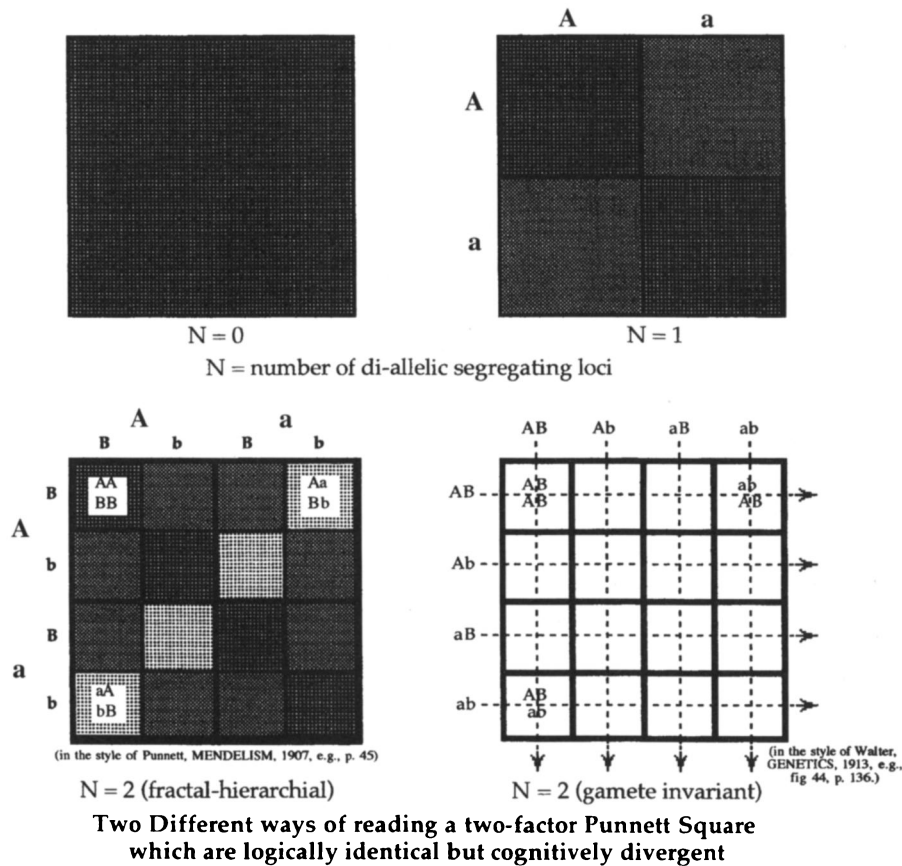 A a
A
a
N = 0
N = 1
N = number of di-allelic segregating loci
A a
B b B b
A
a
B
b
B
b
AA
BB
Aa
Bb
aA
bB
(in the style of Punnett, MENDELISM, 1907, e.g., p. 45)
N = 2 (fractal-hierarchial)
AB Ab aB ab
AB
Ab
aB
ab
AB
AB
ab
AB
AB
ab
(in the style of Walter,
GENETICS, 1913, e.g.,
fig 44, p. 136.)
N = 2 (gamete invariant)
Two Different ways of reading a two-factor Punnett Square
which are logically identical but cognitively divergent